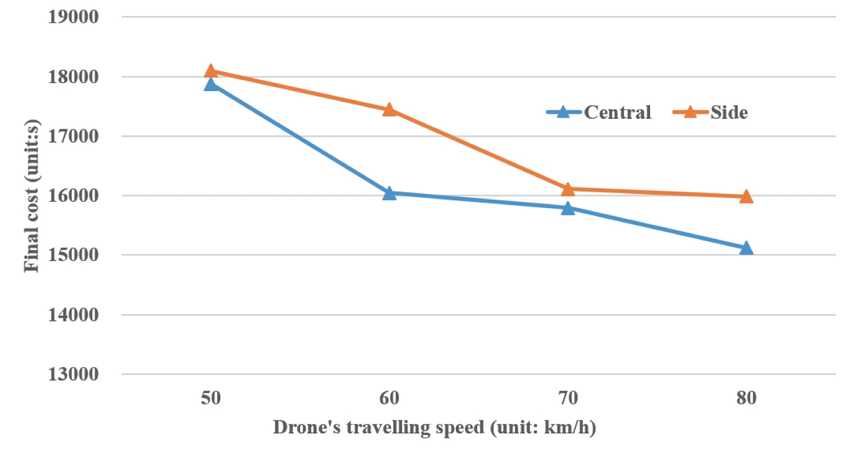 19000
18000
17000
16000
15000
14000
13000
Final cost (unit:s)
Central Side
50 60 70 80
Drone's travelling speed (unit: km/h)